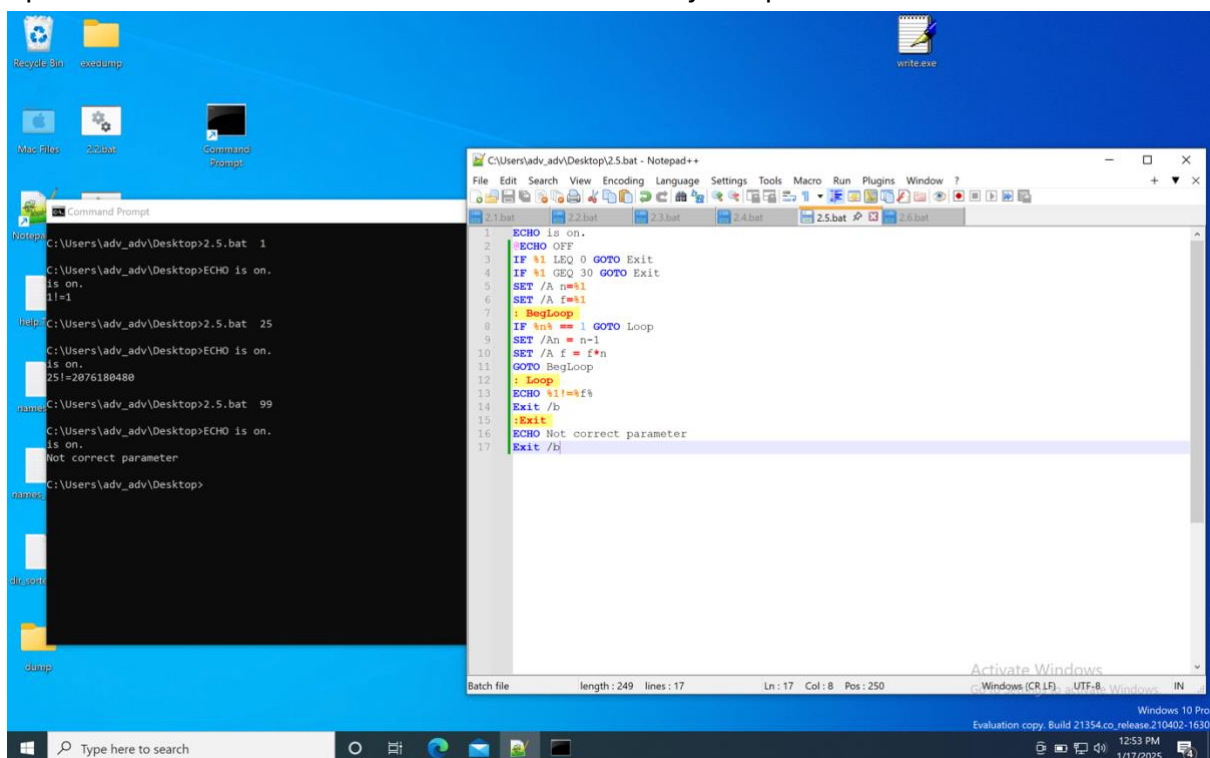 Recycle Bin
exedump
write.exe
Mac Files
2.2.bat
Command
Prompt
Command Prompt
C:\Users\adv_adv\Desktop>2.5.bat  1
C:\Users\adv_adv\Desktop>ECHO is on.
is on.
1!=1
C:\Users\adv_adv\Desktop>2.5.bat  25
C:\Users\adv_adv\Desktop>ECHO is on.
is on.
25!=2076180480
C:\Users\adv_adv\Desktop>2.5.bat  99
C:\Users\adv_adv\Desktop>ECHO is on.
is on.
Not correct parameter
C:\Users\adv_adv\Desktop>
dump
C:\Users\adv_adv\Desktop\2.5.bat - Notepad++
File Edit Search View Encoding Language Settings Tools Macro Run Plugins Window ?
2.1.bat 2.2.bat 2.3.bat 2.4.bat 2.5.bat 2.6.bat
1 ECHO is on.
2 @ECHO OFF
3 IF %1 LEQ 0 GOTO Exit
4 IF %1 GEQ 30 GOTO Exit
5 SET /A n=%1
6 SET /A f=%1
7 : BegLoop
8 IF %n% == 1 GOTO Loop
9 SET /An = n-1
10 SET /A f = f*n
11 GOTO BegLoop
12 : Loop
13 ECHO %1!=%f%
14 Exit /b
15 :Exit
16 ECHO Not correct parameter
17 Exit /b
Activate Windows
Batch file length : 249 lines : 17 Ln : 17 Col : 8 Pos : 250 Windows (CR LF) UTF-8 IN
Windows 10 Pro
Evaluation copy. Build 21354.co_release.210402-1630
Type here to search
12:53 PM
1/17/2025